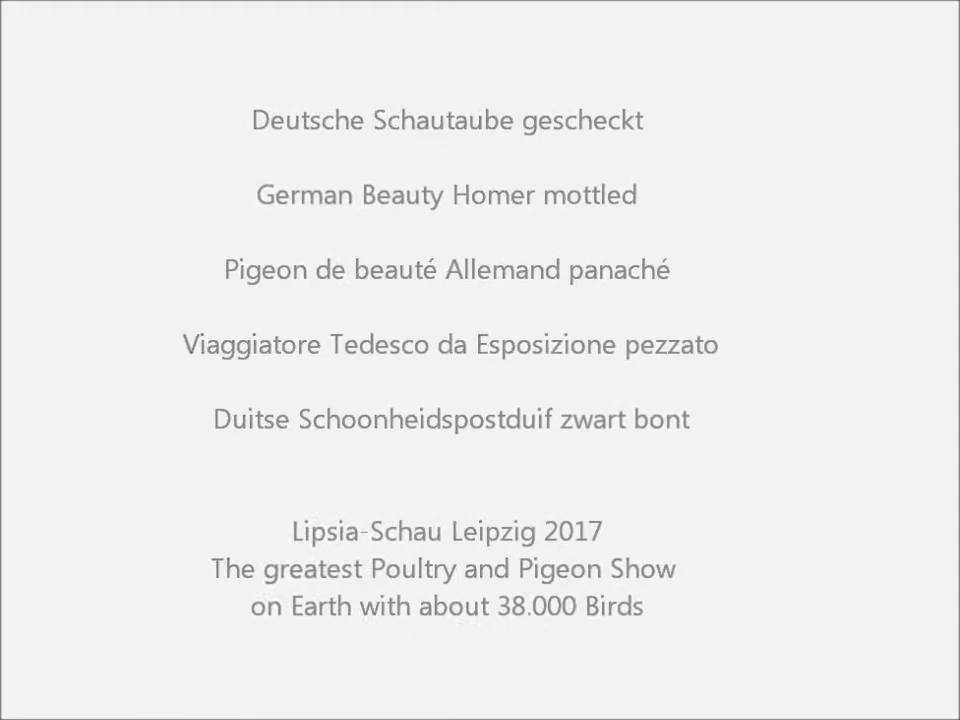 Deutsche Schautaube gescheckt
German Beauty Homer mottled
Pigeon de beauté Allemand panaché
Viaggiatore Tedesco da Esposizione pezzato
Duitse Schoonheidspostduif zwart bont
Lipsia-Schau Leipzig 2017
The greatest Poultry and Pigeon Show
on Earth with about 38.000 Birds